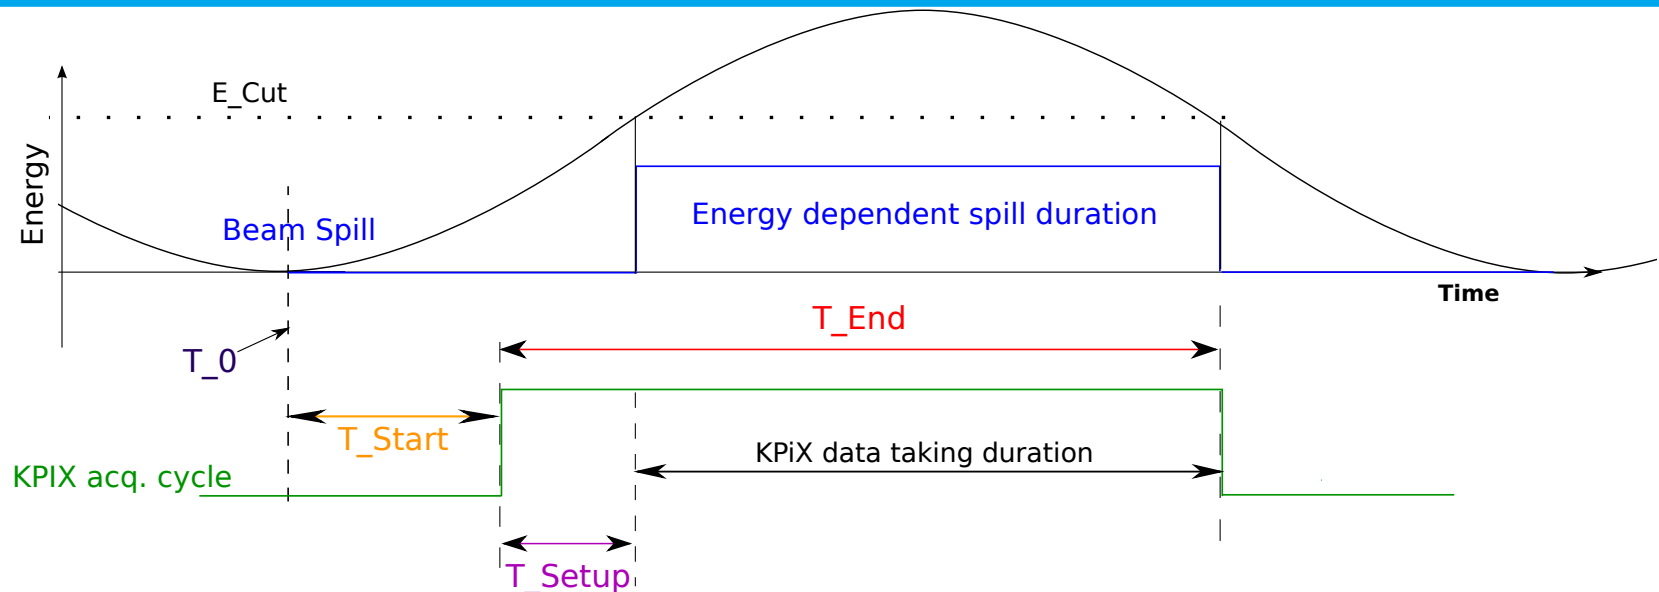 E_Cut
Energy
Beam Spill
Energy dependent spill duration
Time
T_End
T_0
T_Start
KPiX data taking duration
KPIX acq. cycle
T_Setup